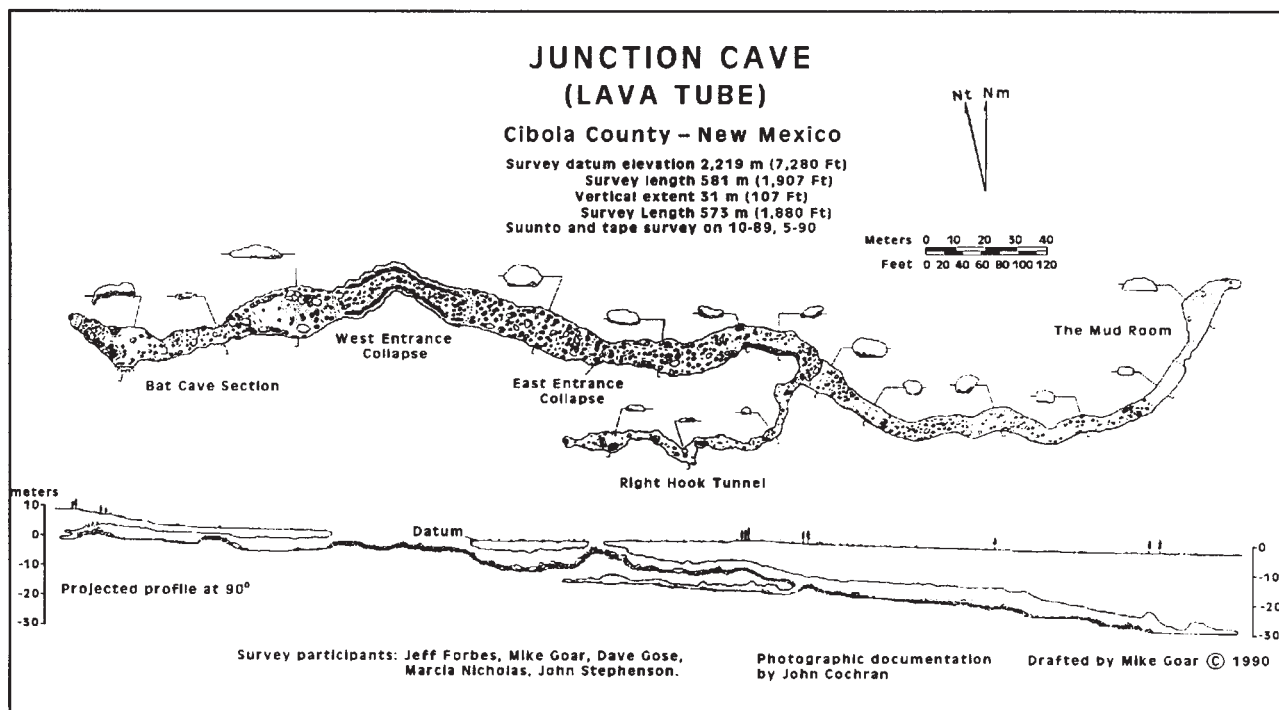 JUNCTION CAVE
(LAVA TUBE)
Cibola County – New Mexico
Survey datum elevation 2,219 m (7,280 Ft)
Survey length 581 m (1,907 Ft)
Vertical extent 31 m (107 Ft)
Survey Length 573 m (1,880 Ft)
Suunto and tape survey on 10-89, 5-90
Nt Nm
Meters 0 10 20 30 40
Feet 0 20 40 60 80 100 120
The Mud Room
West Entrance
Collapse
Bat Cave Section
East Entrance
Collapse
Right Hook Tunnel
meters
10
0
-10
-20
-30
Datum
Projected profile at 90°
0
-10
-20
-30
Survey participants: Jeff Forbes, Mike Goar, Dave Gose,
Marcia Nicholas, John Stephenson.
Photographic documentation
by John Cochran
Drafted by Mike Goar © 1990